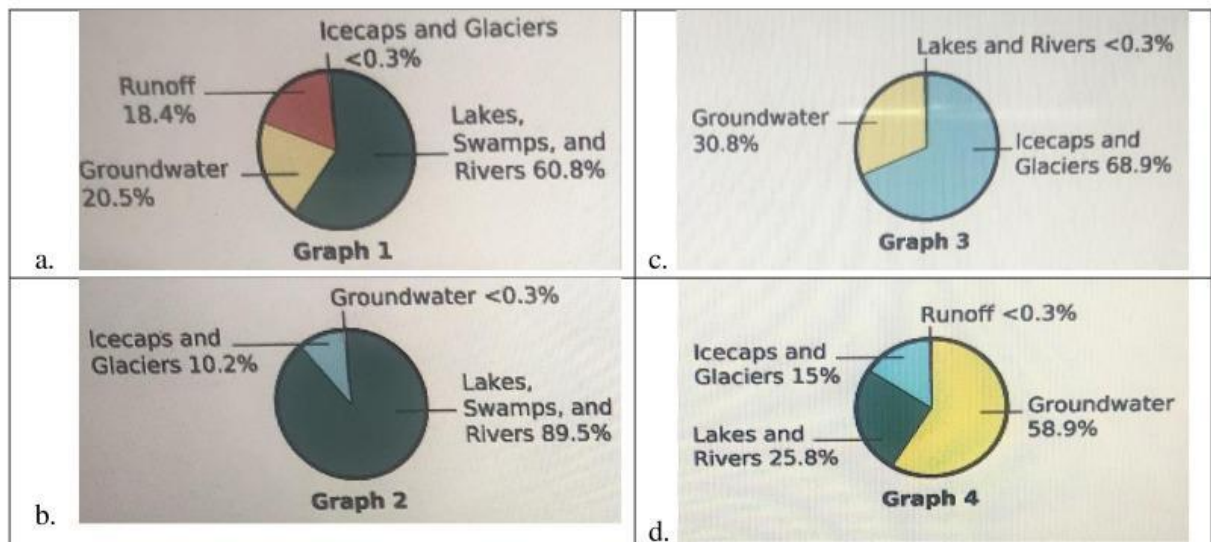 Icecaps and Glaciers
<0.3%
Runoff
18.4%
Lakes,
Swamps, and
Rivers 60.8%
Groundwater
20.5%
Graph 1
a.
Groundwater <0.3%
Icecaps and
Glaciers 10.2%
Lakes,
Swamps, and
Rivers 89.5%
Graph 2
b.
Lakes and Rivers <0.3%
Groundwater
30.8%
Icecaps and
Glaciers 68.9%
Graph 3
c.
Runoff <0.3%
Icecaps and
Glaciers 15%
Groundwater
58.9%
Lakes and
Rivers 25.8%
Graph 4
d.